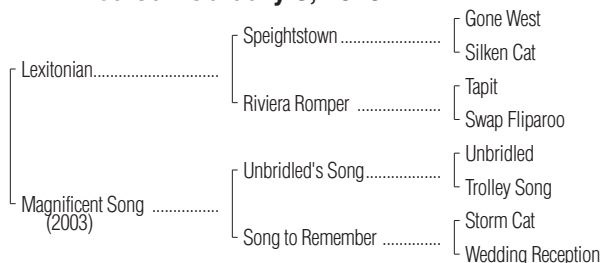 Gone West
Speightstown ....................
Silken Cat
Lexitonian..........................
Tapit
Riviera Romper .................
Swap Fliparoo
Unbridled
Unbridled's Song...............
Trolley Song
Magnificent Song ..............
(2003)
Storm Cat
Song to Remember ............
Wedding Reception